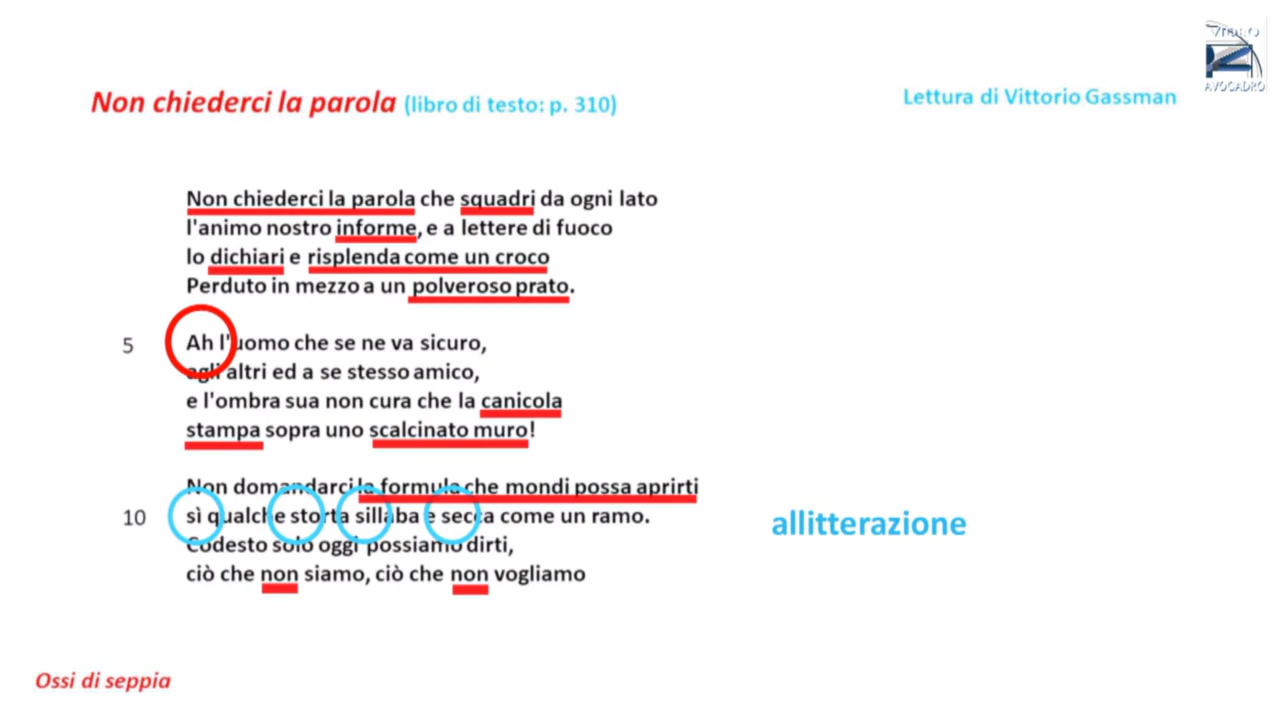 VIDEO
AVOGADRO
Non chiederci la parola (libro di testo: p. 310)
Lettura di Vittorio Gassman
Non chiederci la parola che squadri da ogni lato
l'animo nostro informe, e a lettere di fuoco
lo dichiari e risplenda come un croco
Perduto in mezzo a un polveroso prato.
5 Ah l'uomo che se ne va sicuro,
agli altri ed a se stesso amico,
e l'ombra sua non cura che la canicola
stampa sopra uno scalcinato muro!
Non domandarci la formula che mondi possa aprirti
10 sì qualche storta sillaba e secca come un ramo.
allitterazione
Codesto solo oggi possiamo dirti,
ciò che non siamo, ciò che non vogliamo
Ossi di seppia